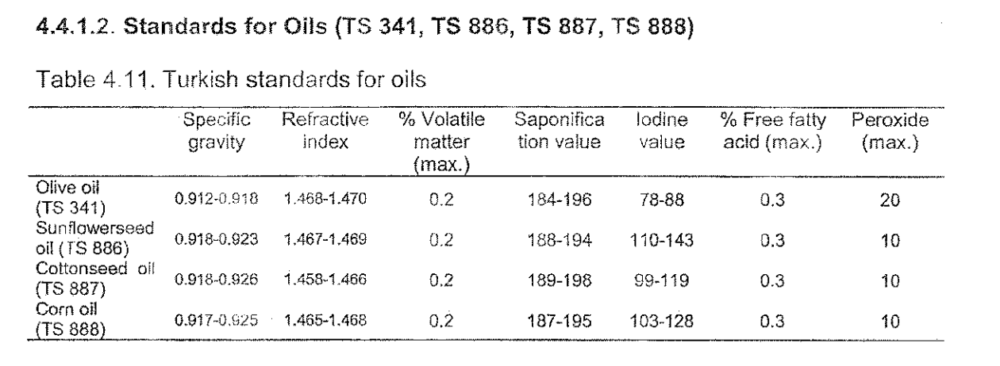 4.4.1.2. Standards for Oils (TS 341, TS 886, TS 887, TS 888)
Table 4.11. Turkish standards for oils
Specific gravity Refractive index % Volatile matter (max.) Saponifica tion value Iodine value % Free fatty acid (max.) Peroxide (max.)
Olive oil (TS 341) 0.912-0.918 1.468-1.470 0.2 184-196 78-88 0.3 20
Sunflowerseed oil (TS 886) 0.918-0.923 1.467-1.469 0.2 188-194 110-143 0.3 10
Cottonseed oil (TS 887) 0.918-0.926 1.458-1.466 0.2 189-198 99-119 0.3 10
Corn oil (TS 888) 0.917-0.925 1.465-1.468 0.2 187-195 103-128 0.3 10